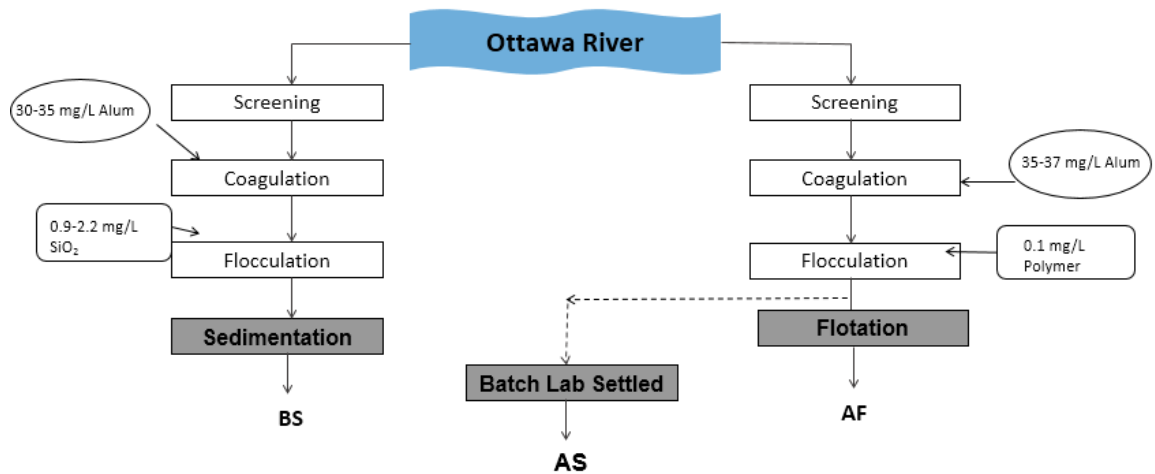 Ottawa River
Screening
Screening
30-35 mg/L Alum
35-37 mg/L Alum
Coagulation
Coagulation
0.9-2.2 mg/L
SiO₂
0.1 mg/L
Polymer
Flocculation
Flocculation
Sedimentation
Flotation
Batch Lab Settled
BS
AF
AS